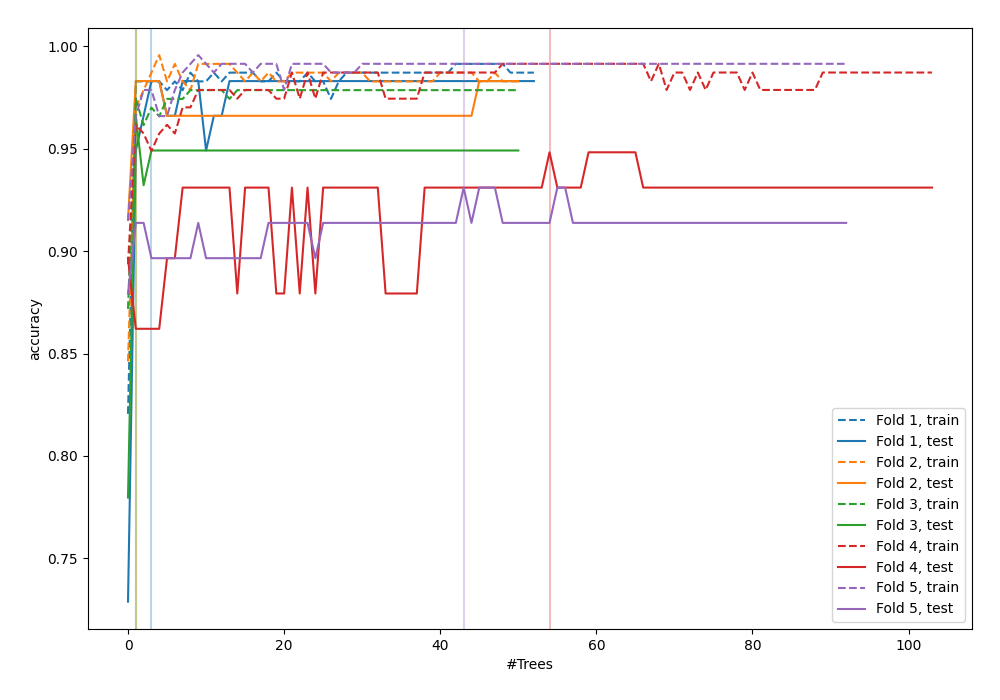 1.00
0.95
0.90
0.85
0.80
0.75
accuracy
0
20
40
60
80
100
#Trees
Fold 1, train
Fold 1, test
Fold 2, train
Fold 2, test
Fold 3, train
Fold 3, test
Fold 4, train
Fold 4, test
Fold 5, train
Fold 5, test